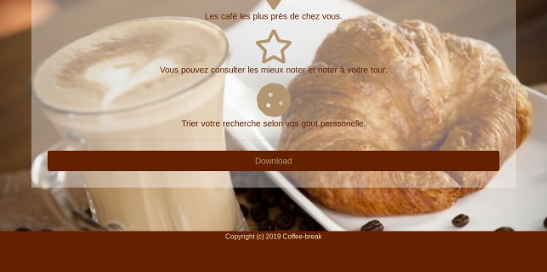 Les café les plus près de chez vous.
Vous pouvez consulter les mieux noter et noter à voitre tour.
Trier votre recherche selon vos gout perssonelle.
Download
Copyright (c) 2019 Coffee-break